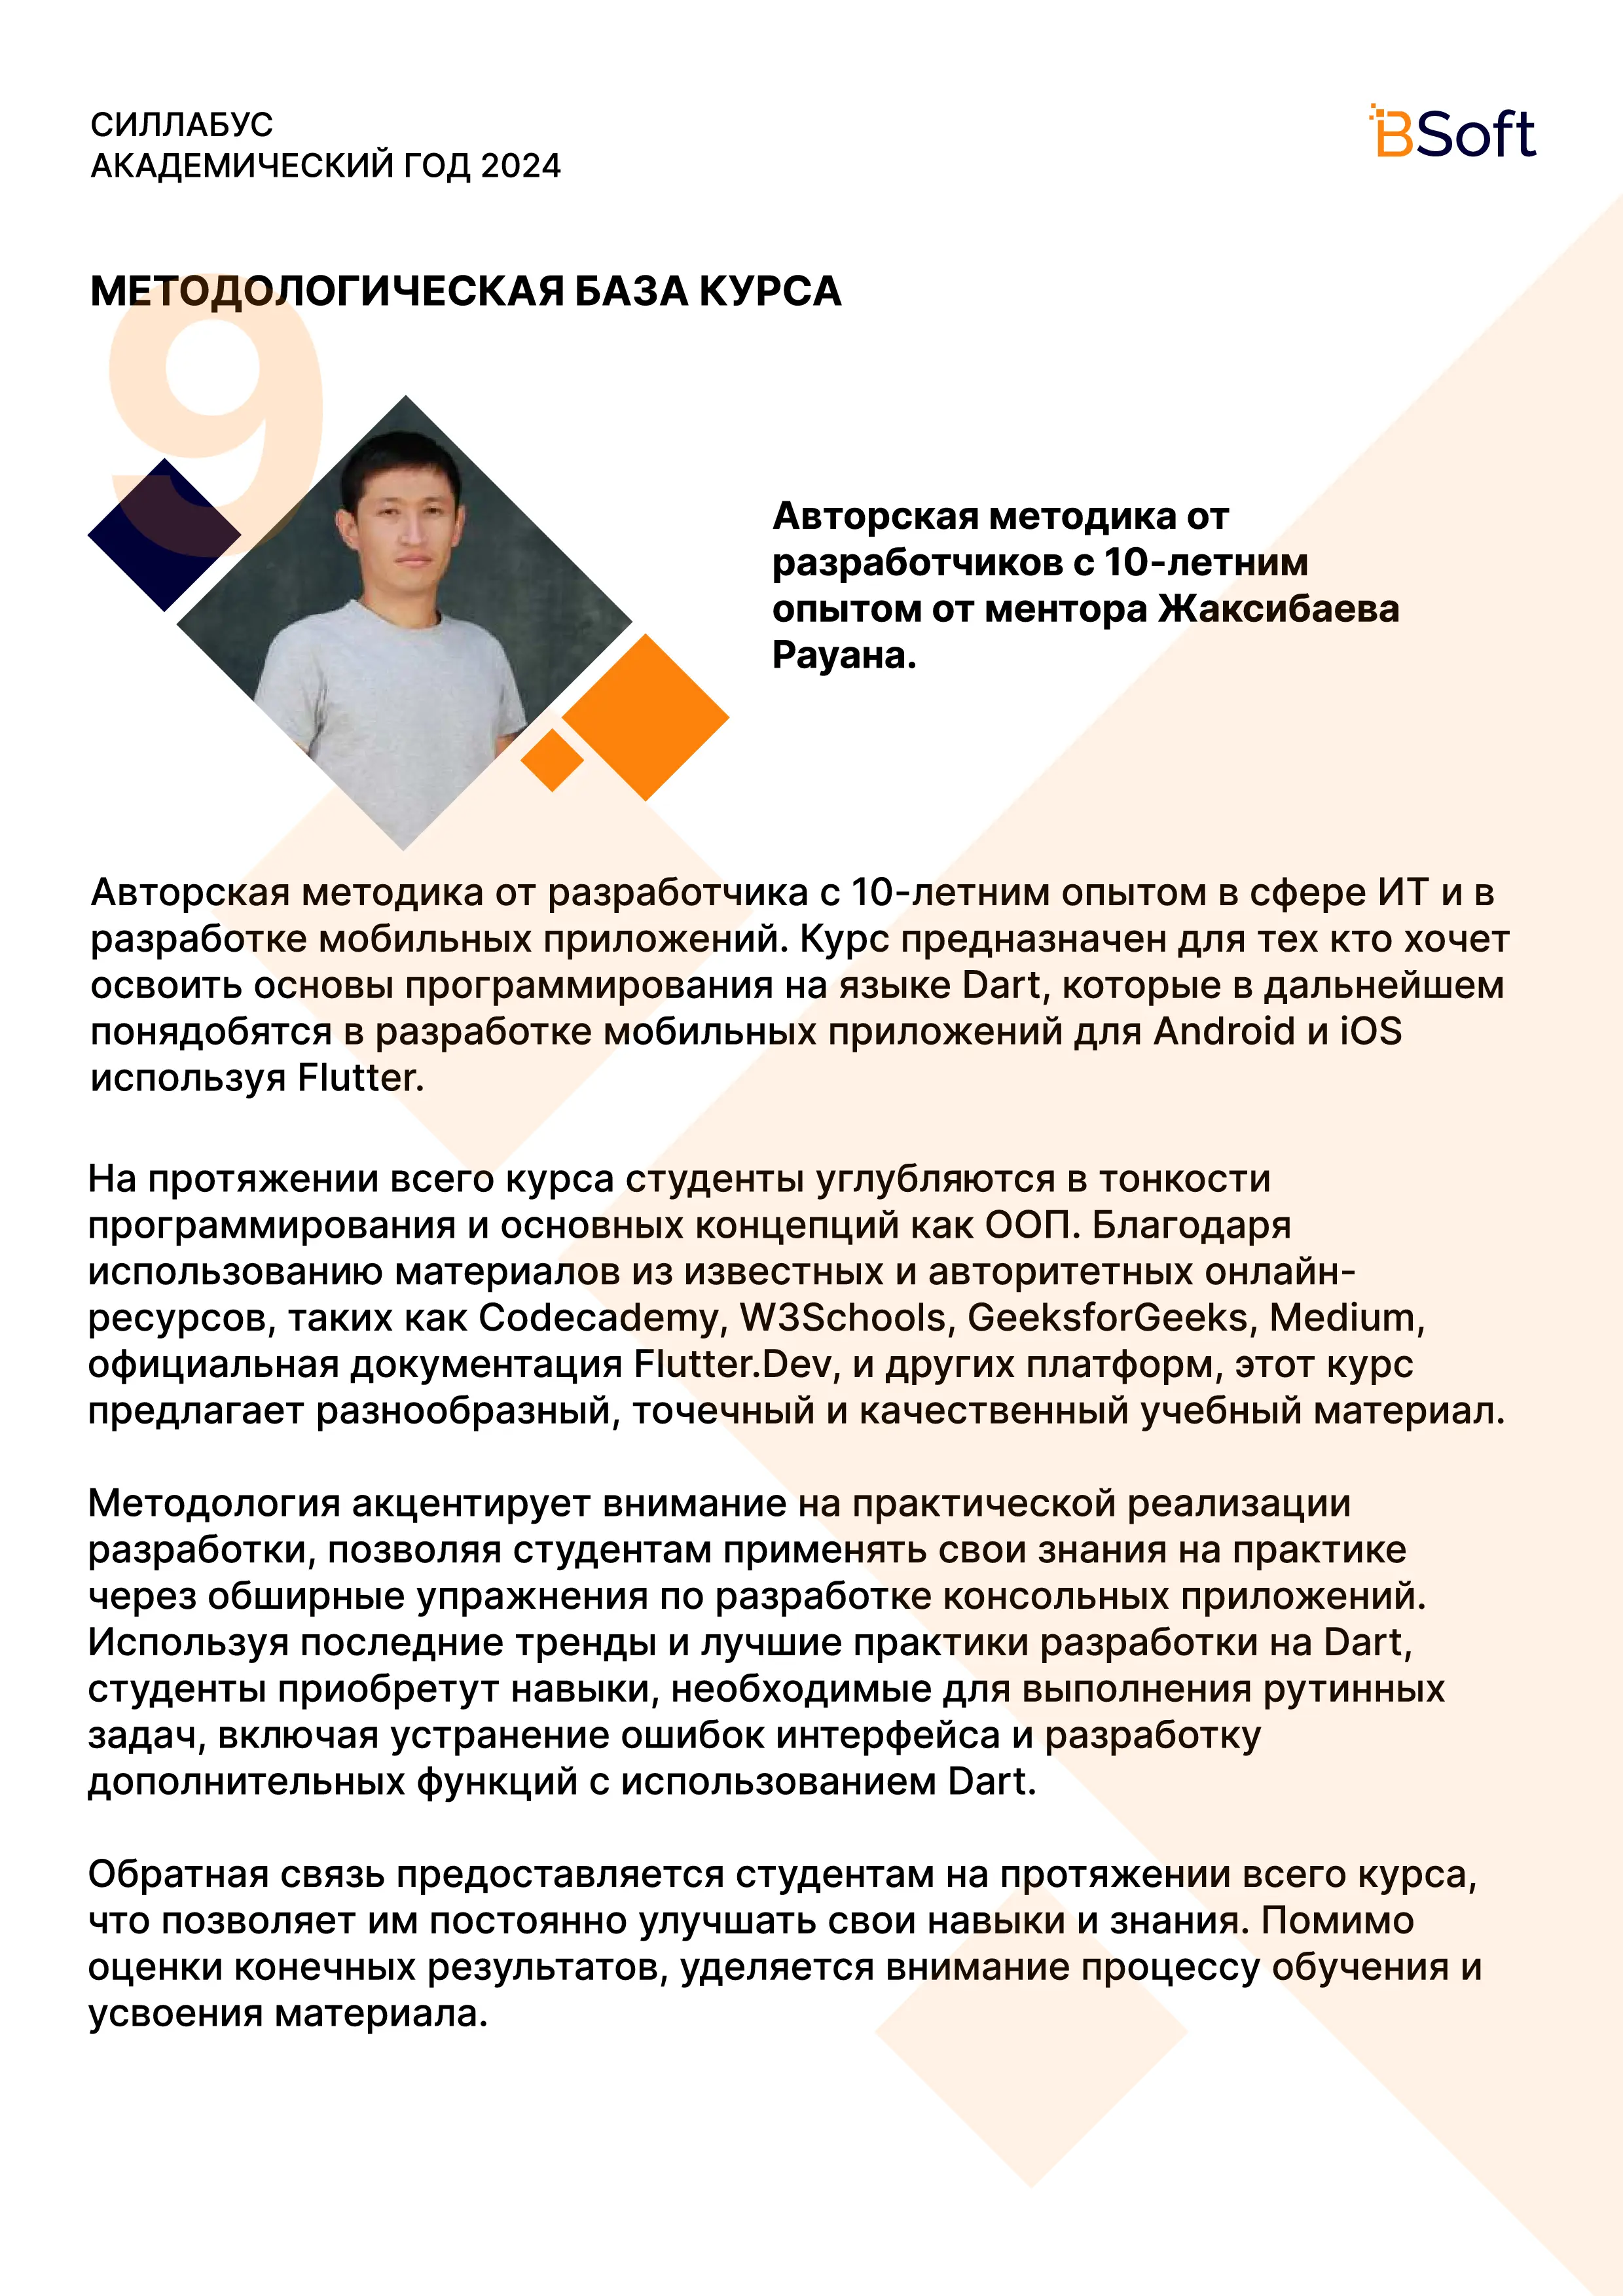 СИЛЛАБУС
АКАДЕМИЧЕСКИЙ ГОД 2024
BSoft
МЕТОДОЛОГИЧЕСКАЯ БАЗА КУРСА
9
Авторская методика от
разработчиков с 10-летним
опытом от ментора Жаксибаева
Рауана.
Авторская методика от разработчика с 10-летним опытом в сфере ИТ и в
разработке мобильных приложений. Курс предназначен для тех кто хочет
освоить основы программирования на языке Dart, которые в дальнейшем
понядобятся в разработке мобильных приложений для Android и iOS
используя Flutter.
На протяжении всего курса студенты углубляются в тонкости
программирования и основных концепций как ООП. Благодаря
использованию материалов из известных и авторитетных онлайн-
ресурсов, таких как Codecademy, W3Schools, GeeksforGeeks, Medium,
официальная документация Flutter.Dev, и других платформ, этот курс
предлагает разнообразный, точечный и качественный учебный материал.
Методология акцентирует внимание на практической реализации
разработки, позволяя студентам применять свои знания на практике
через обширные упражнения по разработке консольных приложений.
Используя последние тренды и лучшие практики разработки на Dart,
студенты приобретут навыки, необходимые для выполнения рутинных
задач, включая устранение ошибок интерфейса и разработку
дополнительных функций с использованием Dart.
Обратная связь предоставляется студентам на протяжении всего курса,
что позволяет им постоянно улучшать свои навыки и знания. Помимо
оценки конечных результатов, уделяется внимание процессу обучения и
усвоения материала.